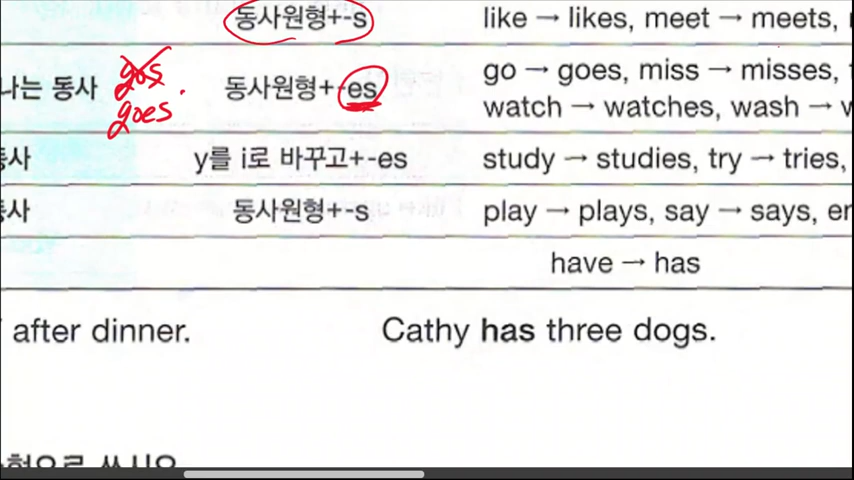 동사원형+-s like → likes, meet → meets,
나는 동사 gos 동사원형+-es go → goes, miss → misses,
goes watch → watches, wash →
동사 y를 i로 바꾸고+-es study → studies, try → tries,
동사 동사원형+-s play → plays, say → says,
have → has
after dinner. Cathy has three dogs.